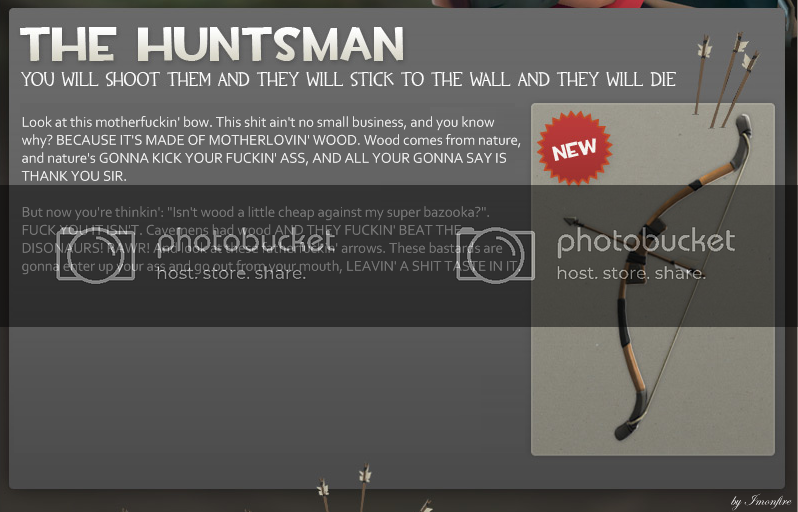 THE HUNTSMAN
YOU WILL SHOOT THEM AND THEY WILL STICK TO THE WALL AND THEY WILL DIE
Look at this motherfuckin' bow. This shit ain't no small business, and you know
why? BECAUSE IT'S MADE OF MOTHERLOVIN' WOOD. Wood comes from nature,
and nature's GONNA KICK YOUR FUCKIN' ASS, AND ALL YOUR GONNA SAY IS
THANK YOU SIR.
NEW
But now you're thinkin': "Isn't wood a little cheap against my super bazooka?".
FUCK YOU IT ISN'T. Cavemens had wood AND THEY FUCKIN' BEAT THE
DISONAURS! RAWR! And look at these fatherfuckin' arrows. These bastards are
gonna enter up your ass and go out from your mouth, LEAVIN' A SHIT TASTE IN IT.
photobucket
host. store. share.
photobucket
host. store. share.
by Imonfire